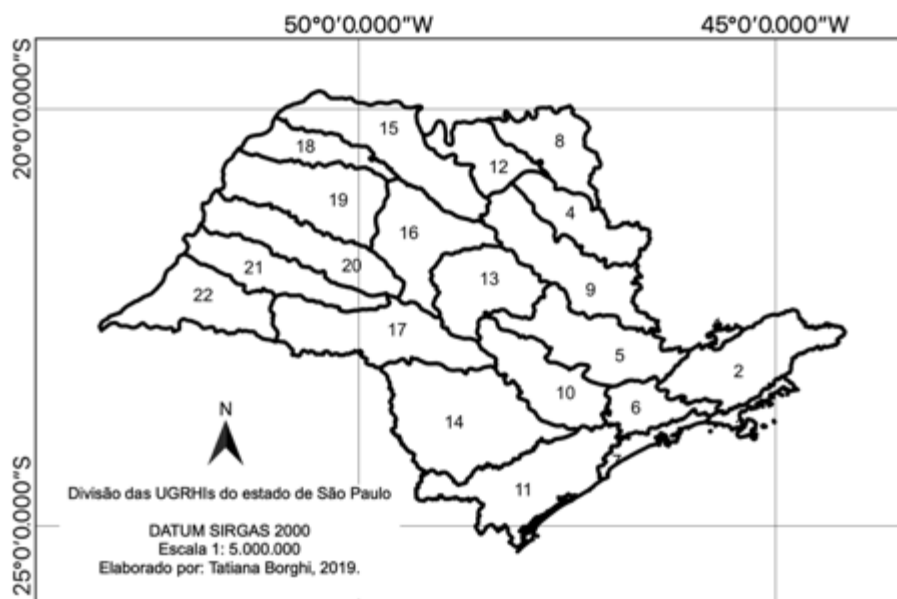 50°0'0.000"W 45°0'0.000"W
20°0'0.000"S
15
8
18
12
19
4
16
20
13
21
9
22
17
5
2
10
6
14
7
11
N
25°0'0.000"S
Divisão das UGRHIs do estado de São Paulo
DATUM SIRGAS 2000
Escala 1: 5.000.000
Elaborado por: Tatiana Borghi, 2019.